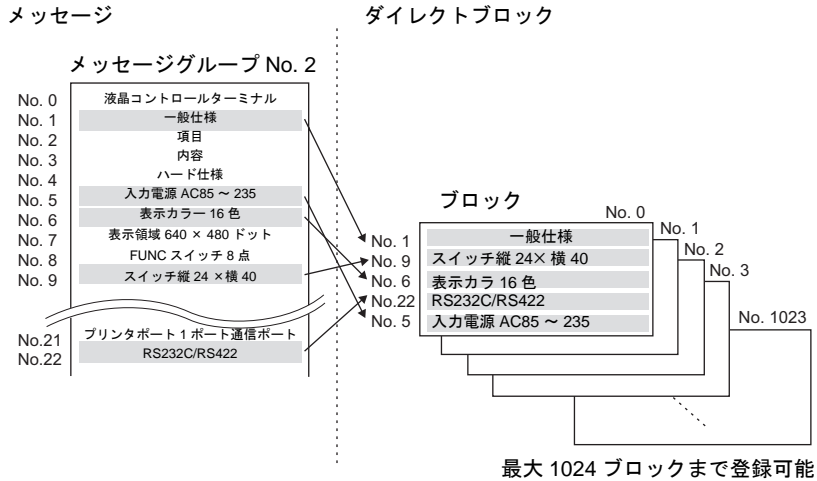 メッセージ
ダイレクトブロック
メッセージグループ No. 2
No. 0 液晶コントロールターミナル
No. 1 一般仕様
No. 2 項目
No. 3 内容
No. 4 ハード仕様
No. 5 入力電源 AC85 ～ 235
No. 6 表示カラー 16 色
No. 7 表示領域 640 × 480 ドット
No. 8 FUNC スイッチ 8 点
No. 9 スイッチ縦 24 ×横 40
No.21 プリンタポート 1 ポート通信ポート
No.22 RS232C/RS422
ブロック
No. 0
No. 1
No. 2
No. 3
No. 1023
No. 1 一般仕様
No. 9 スイッチ縦 24× 横 40
No. 6 表示カラ 16 色
No.22 RS232C/RS422
No. 5 入力電源 AC85 ～ 235
最大 1024 ブロックまで登録可能